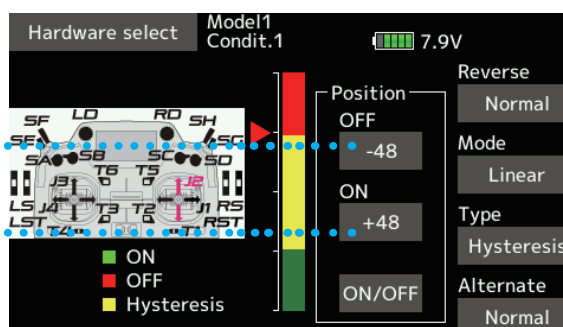 Hardware select
Model1
Condit.1
7.9V
SF LD RD SH
SE SG
SA SB SC SD
T6 T5
J3 J2
LS J4 T3 T2 J1 RS
LST T4 T1 RST
ON
OFF
Hysteresis
Position
OFF
-48
ON
+48
ON/OFF
Reverse
Normal
Mode
Linear
Type
Hysteresis
Alternate
Normal